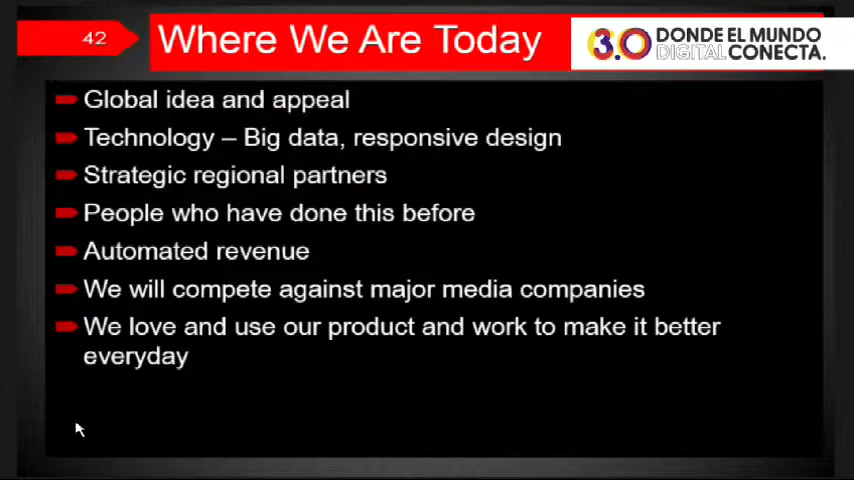 42
Where We Are Today
3.0 DONDE EL MUNDO
DIGITAL CONECTA.
Global idea and appeal
Technology – Big data, responsive design
Strategic regional partners
People who have done this before
Automated revenue
We will compete against major media companies
We love and use our product and work to make it better
everyday